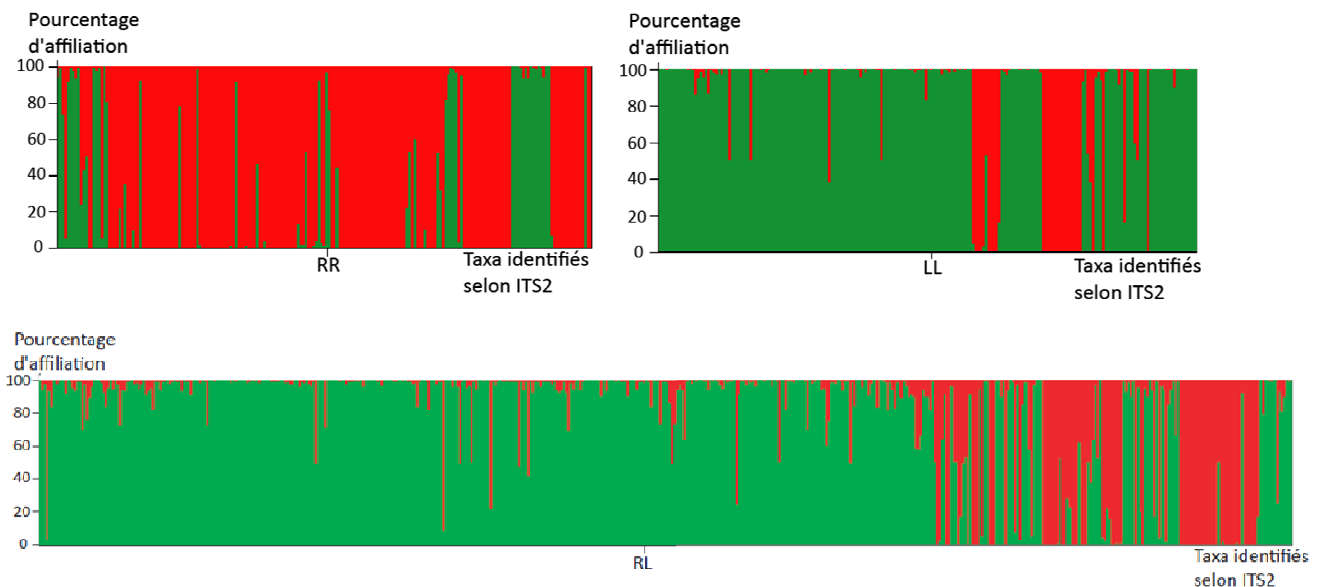 Pourcentage
d'affiliation
100
80
60
40
20
0
RR
Taxa identifiés
selon ITS2
Pourcentage
d'affiliation
100
80
60
40
20
0
LL
Taxa identifiés
selon ITS2
Pourcentage
d'affiliation
100
80
60
40
20
0
RL
Taxa identifiés
selon ITS2